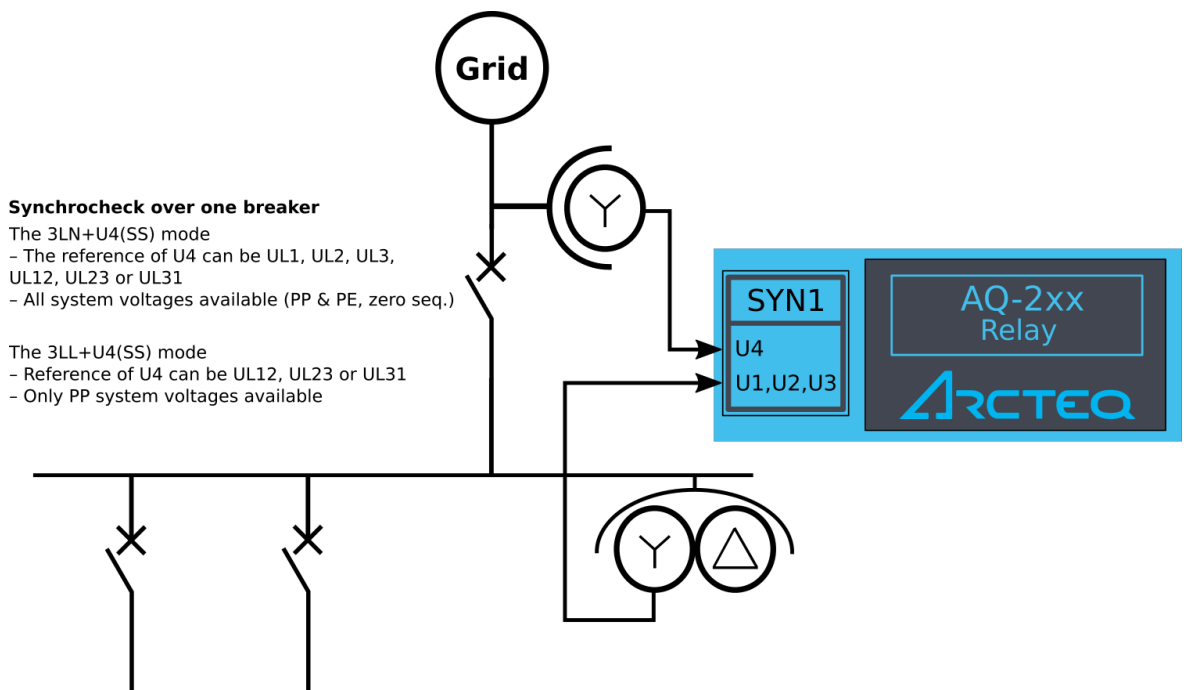 Grid
Synchrocheck over one breaker
The 3LN+U4(SS) mode
– The reference of U4 can be UL1, UL2, UL3,
UL12, UL23 or UL31
– All system voltages available (PP & PE, zero seq.)
The 3LL+U4(SS) mode
– Reference of U4 can be UL12, UL23 or UL31
– Only PP system voltages available
SYN1
U4
U1,U2,U3
AQ-2xx
Relay
ARCTEQ